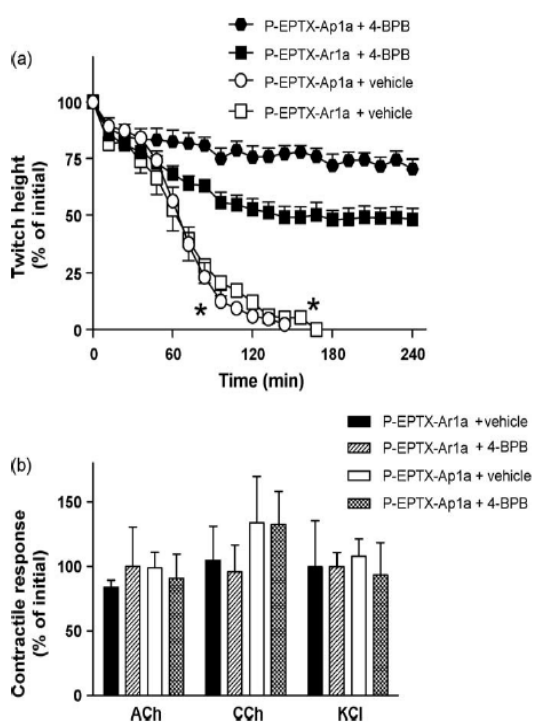 P-EPTX-Ap1a + 4-BPB
P-EPTX-Ar1a + 4-BPB
P-EPTX-Ap1a + vehicle
P-EPTX-Ar1a + vehicle
(a)
100
75
50
25
0
Twitch height
(% of initial)
*
*
0
60
120
180
240
Time (min)
P-EPTX-Ar1a +vehicle
P-EPTX-Ar1a + 4-BPB
P-EPTX-Ap1a + vehicle
P-EPTX-Ap1a + 4-BPB
(b)
150
100
50
0
Contractile response
(% of initial)
ACh
CCh
KCl